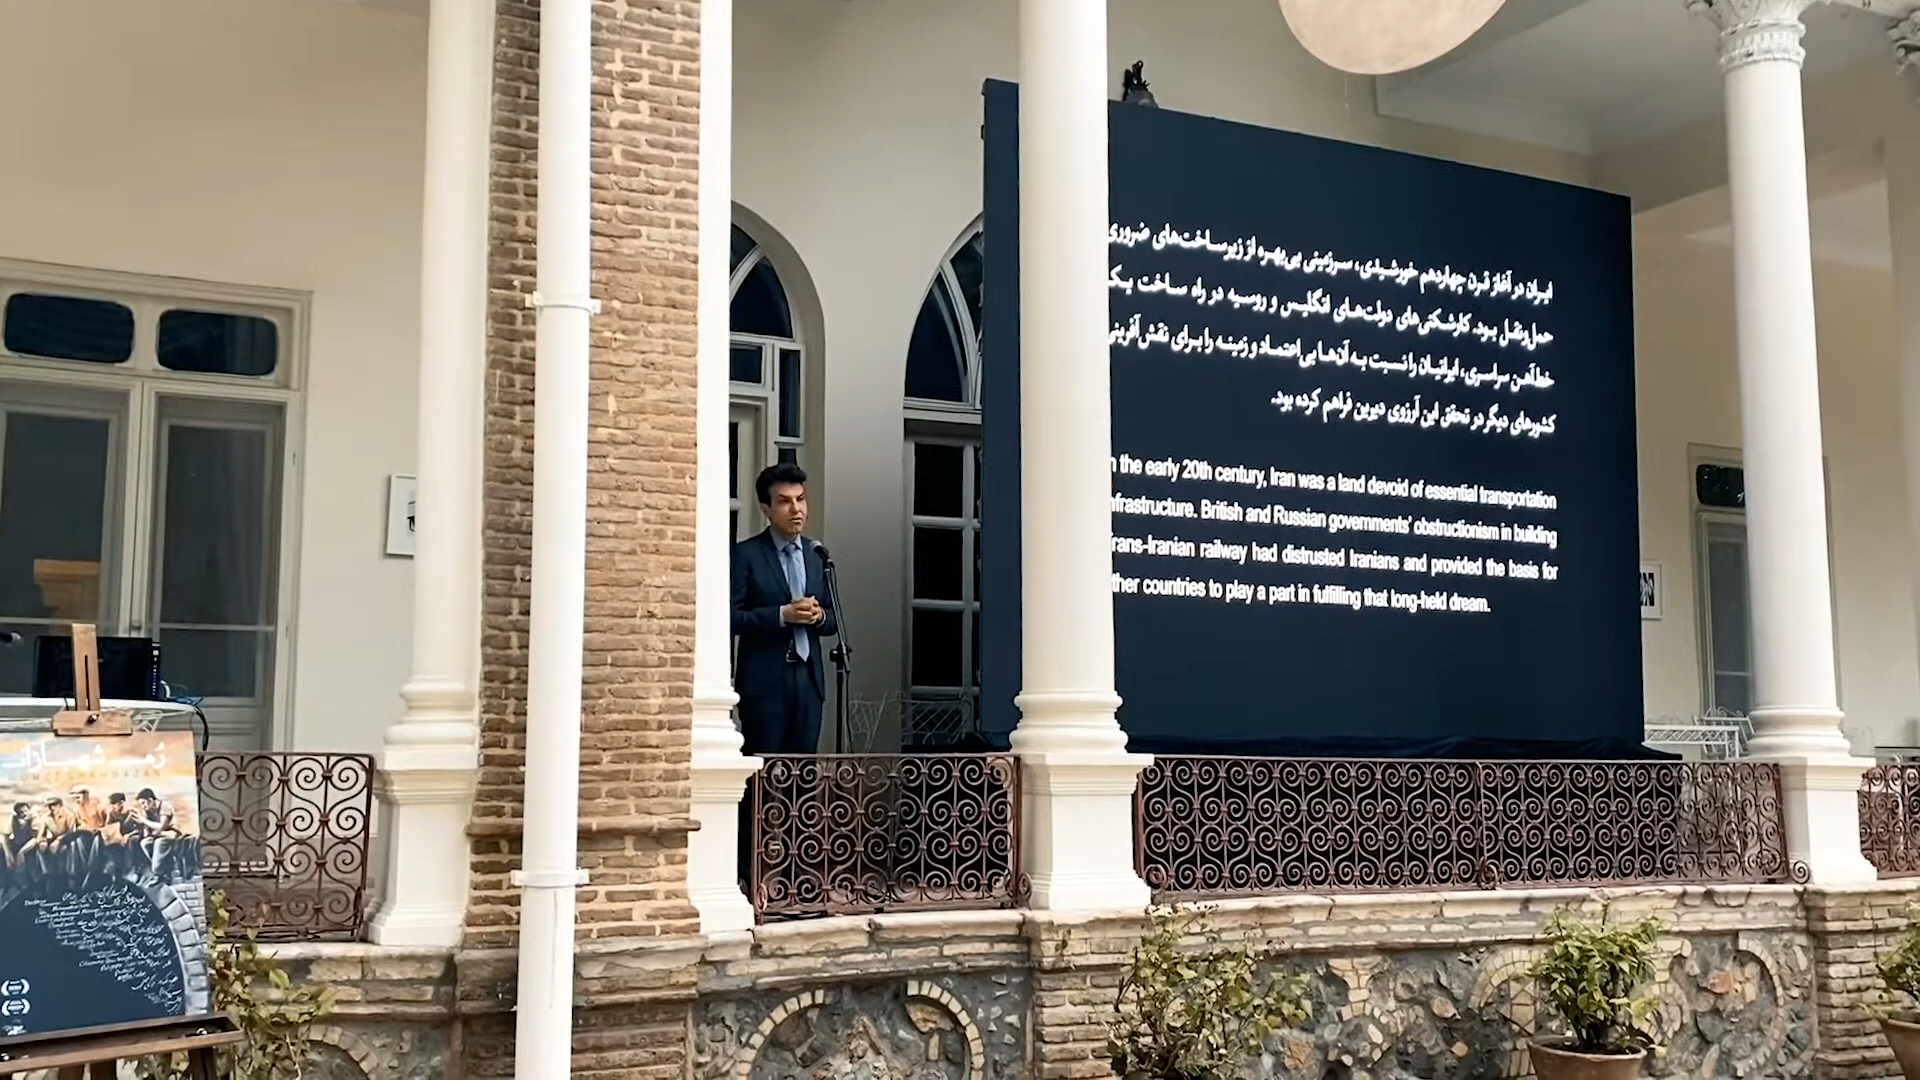 ایران در آغاز قرن چهاردهم خورشیدی، سرزمینی بی‌بهره از زیرساخت‌های ضروری
حمل‌ونقل بود. کارشکنی‌های دولت‌های انگلیس و روسیه در راه ساخت یک
خط‌آهن سراسری، ایرانیان را نسبت به آن‌ها بی‌اعتماد و زمینه را برای نقش‌آفرینی
کشورهای دیگر در تحقق این آرزوی دیرین فراهم کرده بود.
n the early 20th century, Iran was a land devoid of essential transportation
nfrastructure. British and Russian governments' obstructionism in building
rans-Iranian railway had distrusted Iranians and provided the basis for
ther countries to play a part in fulfilling that long-held dream.
SHAHBAZAN